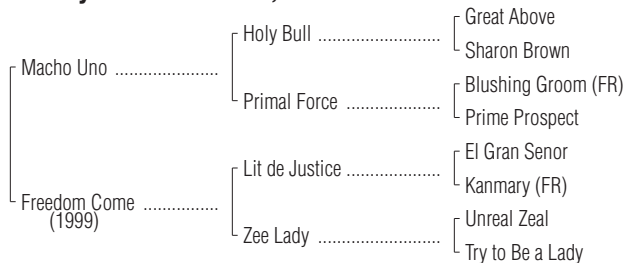 Great Above
Holy Bull ........................
Sharon Brown
Macho Uno ......................
Blushing Groom (FR)
Primal Force .....................
Prime Prospect
El Gran Senor
Lit de Justice .....................
Kanmary (FR)
Freedom Come ................
(1999)
Unreal Zeal
Zee Lady ...........................
Try to Be a Lady